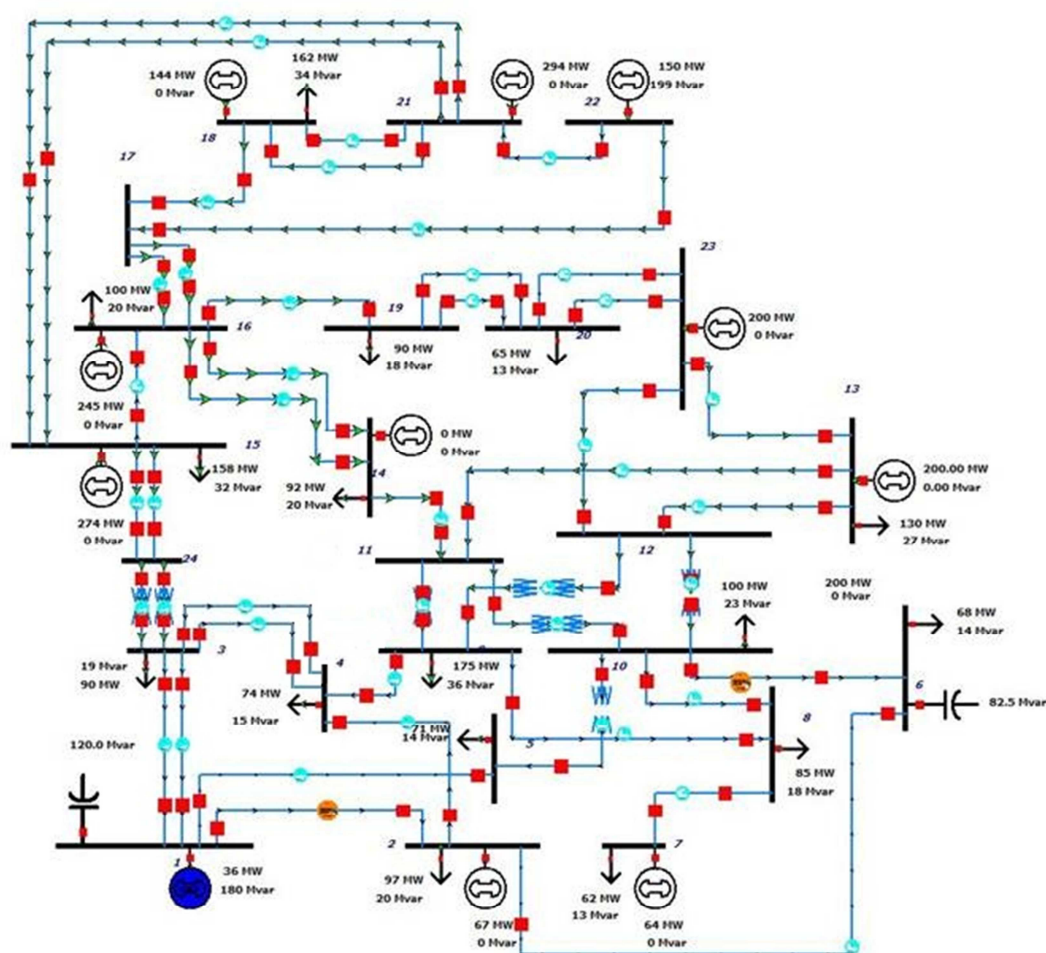 162 MW
34 Mvar
144 MW
0 Mvar
294 MW
0 Mvar
150 MW
199 Mvar
18
21
22
17
23
100 MW
20 Mvar
16
19
20
200 MW
0 Mvar
90 MW
18 Mvar
65 MW
13 Mvar
245 MW
0 Mvar
13
15
0 MW
0 Mvar
14
158 MW
32 Mvar
92 MW
20 Mvar
200.00 MW
0.00 Mvar
274 MW
0 Mvar
130 MW
27 Mvar
24
11
12
100 MW
23 Mvar
200 MW
0 Mvar
68 MW
14 Mvar
3
19 Mvar
90 MW
4
175 MW
36 Mvar
10
6
74 MW
15 Mvar
82.5 Mvar
71 MW
14 Mvar
5
8
120.0 Mvar
85 MW
18 Mvar
1
2
7
36 MW
180 Mvar
97 MW
20 Mvar
67 MW
0 Mvar
62 MW
13 Mvar
64 MW
0 Mvar